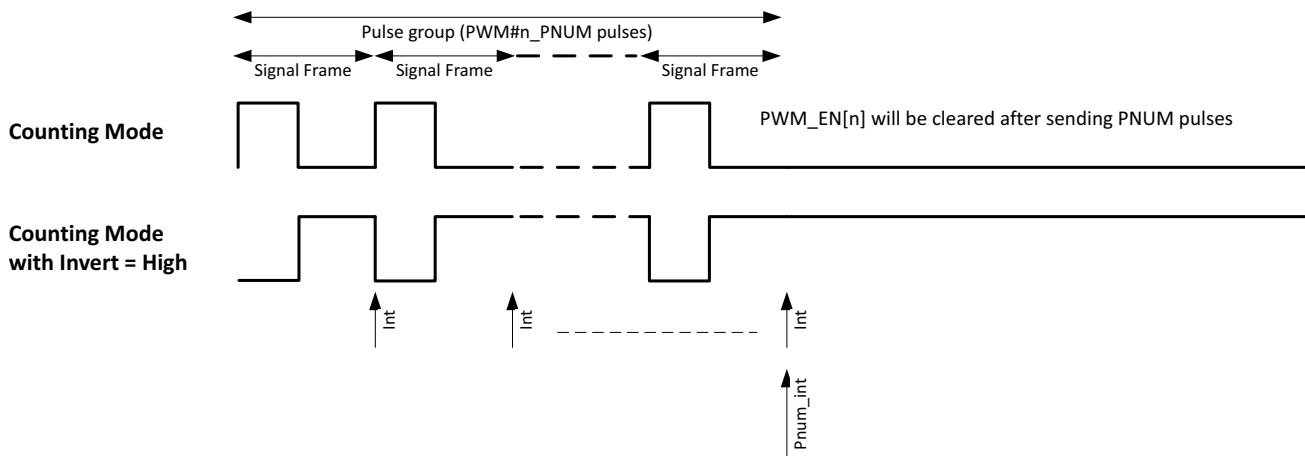 Pulse group (PWM#n_PNUM pulses)
Signal Frame Signal Frame Signal Frame
Counting Mode
PWM_EN[n] will be cleared after sending PNUM pulses
Counting Mode
with Invert = High
Int Int Int
Pnum_int